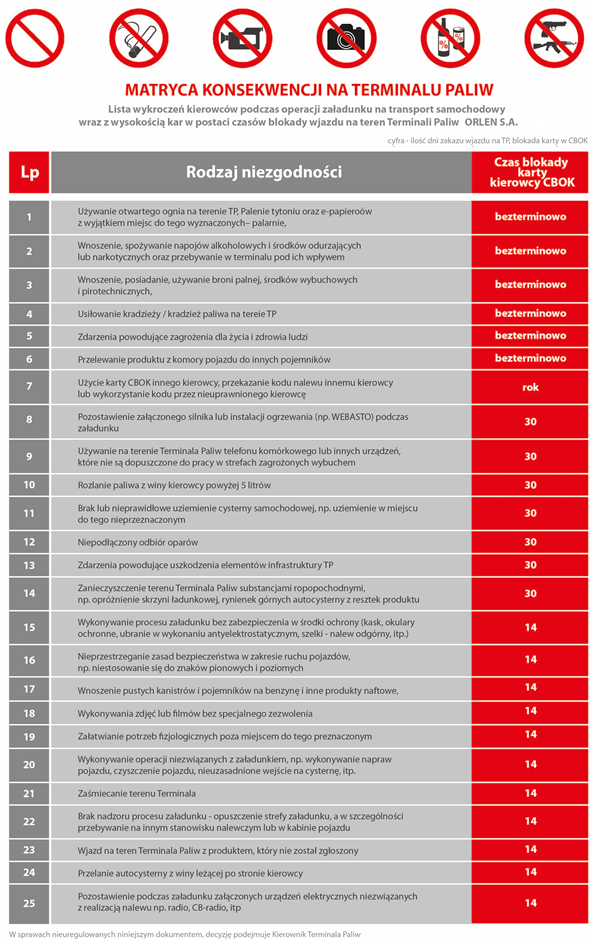 MATRYCA KONSEKWENCJI NA TERMINALU PALIW
Lista wykroczeń kierowców podczas operacji załadunku na transport samochodowy
wraz z wysokością kar w postaci czasów blokady wjazdu na teren Terminali Paliw ORLEN S.A.
cyfra - ilość dni zakazu wjazdu na TP, blokada karty w CBOK
Lp
Rodzaj niezgodności
Czas blokady
karty
kierowcy CBOK
1
Używanie otwartego ognia na terenie TP, Palenie tytoniu oraz e-papieroów
z wyjątkiem miejsc do tego wyznaczonych– palarnie,
bezterminowo
2
Wnoszenie, spożywanie napojów alkoholowych i środków odurzających
lub narkotycznych oraz przebywanie w terminalu pod ich wpływem
bezterminowo
3
Wnoszenie, posiadanie, używanie broni palnej, środków wybuchowych
i pirotechnicznych,
bezterminowo
4
Usiłowanie kradzieży / kradzież paliwa na tereie TP
bezterminowo
5
Zdarzenia powodujące zagrożenia dla życia i zdrowia ludzi
bezterminowo
6
Przelewanie produktu z komory pojazdu do innych pojemników
bezterminowo
7
Użycie karty CBOK innego kierowcy, przekazanie kodu nalewu innemu kierowcy
lub wykorzystanie kodu przez nieuprawnionego kierowcę
rok
8
Pozostawienie załączonego silnika lub instalacji ogrzewania (np. WEBASTO) podczas
załadunku
30
9
Używanie na terenie Terminala Paliw telefonu komórkowego lub innych urządzeń,
które nie są dopuszczone do pracy w strefach zagrożonych wybuchem
30
10
Rozlanie paliwa z winy kierowcy powyżej 5 litrów
30
11
Brak lub nieprawidłowe uziemienie cysterny samochodowej, np. uziemienie w miejscu
do tego nieprzeznaczonym
30
12
Niepodłączony odbiór oparów
30
13
Zdarzenia powodujące uszkodzenia elementów infrastruktury TP
30
14
Zanieczyszczenie terenu Terminala Paliw substancjami ropopochodnymi,
np. opróżnienie skrzyni ładunkowej, rynienek górnych autocysterny z resztek produktu
30
15
Wykonywanie procesu załadunku bez zabezpieczenia w środki ochrony (kask, okulary
ochronne, ubranie w wykonaniu antyelektrostatycznym, szelki - nalew odgórny, itp.)
14
16
Nieprzestrzeganie zasad bezpieczeństwa w zakresie ruchu pojazdów,
np. niestosowanie się do znaków pionowych i poziomych
14
17
Wnoszenie pustych kanistrów i pojemników na benzynę i inne produkty naftowe,
14
18
Wykonywania zdjęć lub filmów bez specjalnego zezwolenia
14
19
Załatwianie potrzeb fizjologicznych poza miejscem do tego przeznaczonym
14
20
Wykonywanie operacji niezwiązanych z załadunkiem, np. wykonywanie napraw
pojazdu, czyszczenie pojazdu, nieuzasadnione wejście na cysternę, itp.
14
21
Zaśmiecanie terenu Terminala
14
22
Brak nadzoru procesu załadunku - opuszczenie strefy załadunku, a w szczególności
przebywanie na innym stanowisku nalewczym lub w kabinie pojazdu
14
23
Wjazd na teren Terminala Paliw z produktem, który nie został zgłoszony
14
24
Przelanie autocysterny z winy leżącej po stronie kierowcy
14
25
Pozostawienie podczas załadunku załączonych urządzeń elektrycznych niezwiązanych
z realizacją nalewu np. radio, CB-radio, itp
14
W sprawach nieuregulowanych niniejszym dokumentem, decyzję podejmuje Kierownik Terminala Paliw